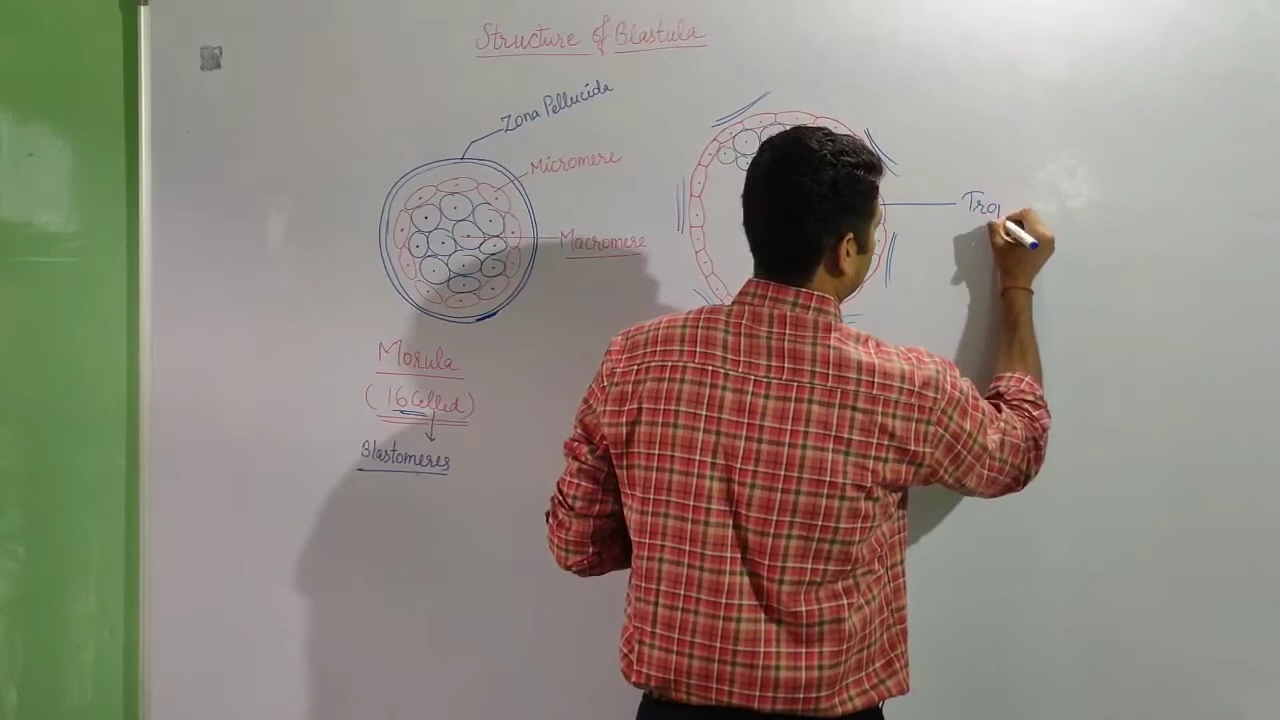 Structure of Blastula
Zona Pellucida
Micromere
Macromere
Morula
(16 Celled)
Blastomeres
Tro